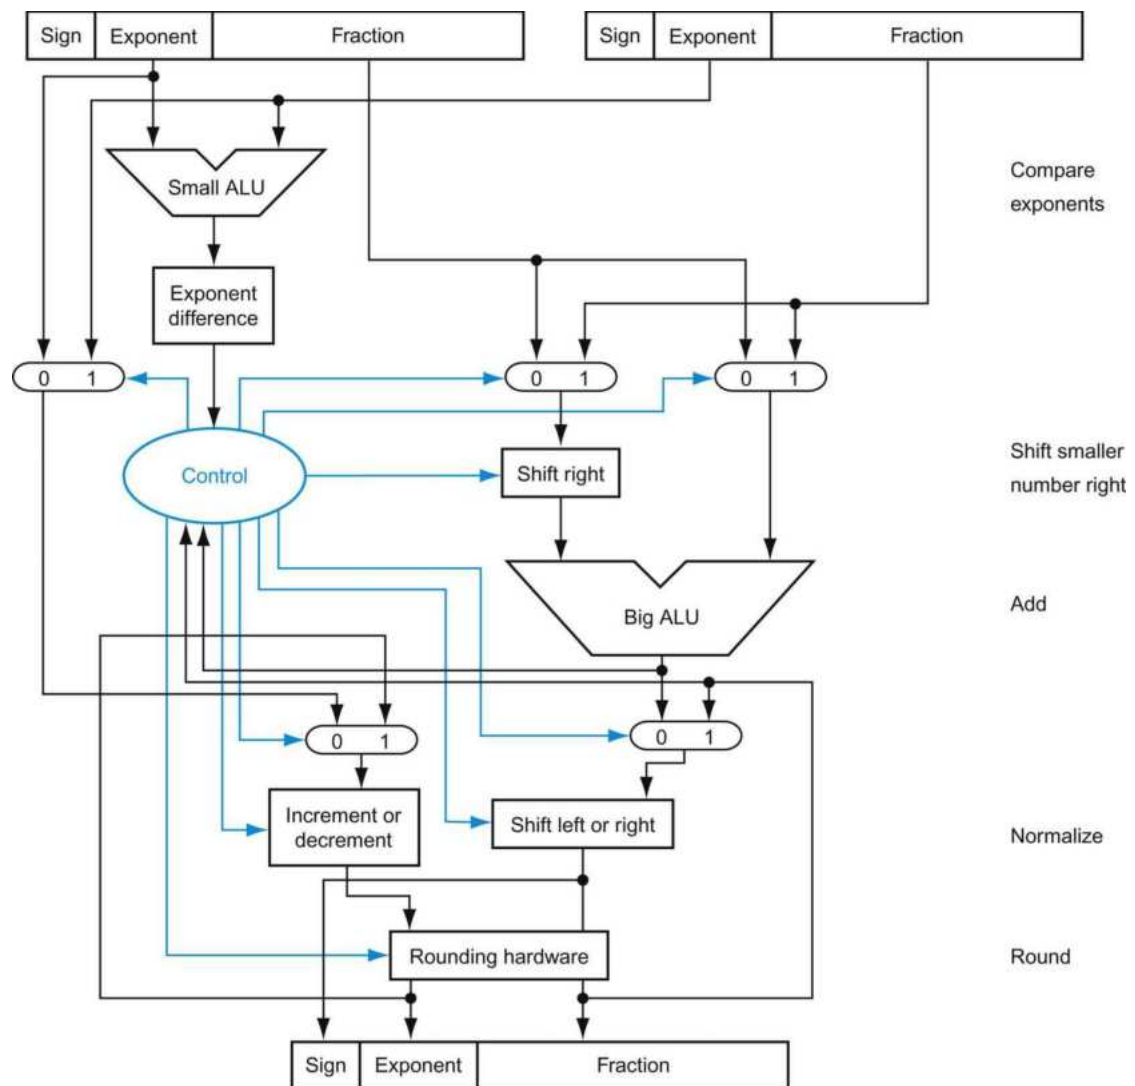 Sign Exponent Fraction
Sign Exponent Fraction
Small ALU
Compare
exponents
Exponent
difference
0 1
0 1
0 1
Control
Shift right
Shift smaller
number right
Big ALU
Add
0 1
0 1
Increment or
decrement
Shift left or right
Normalize
Rounding hardware
Round
Sign Exponent Fraction